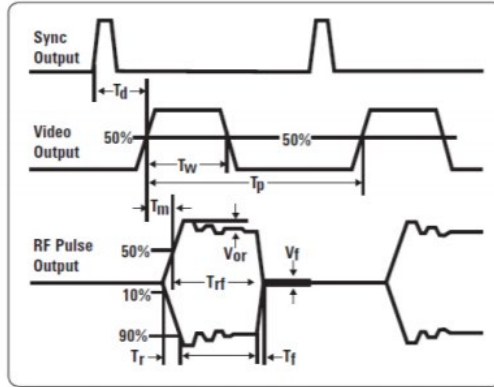 Sync
Output
Td
Video
Output
50%
50%
Tw
Tp
Tm
RF Pulse
Output
50%
Vor
Vf
Trf
10%
90%
Tr
Tf